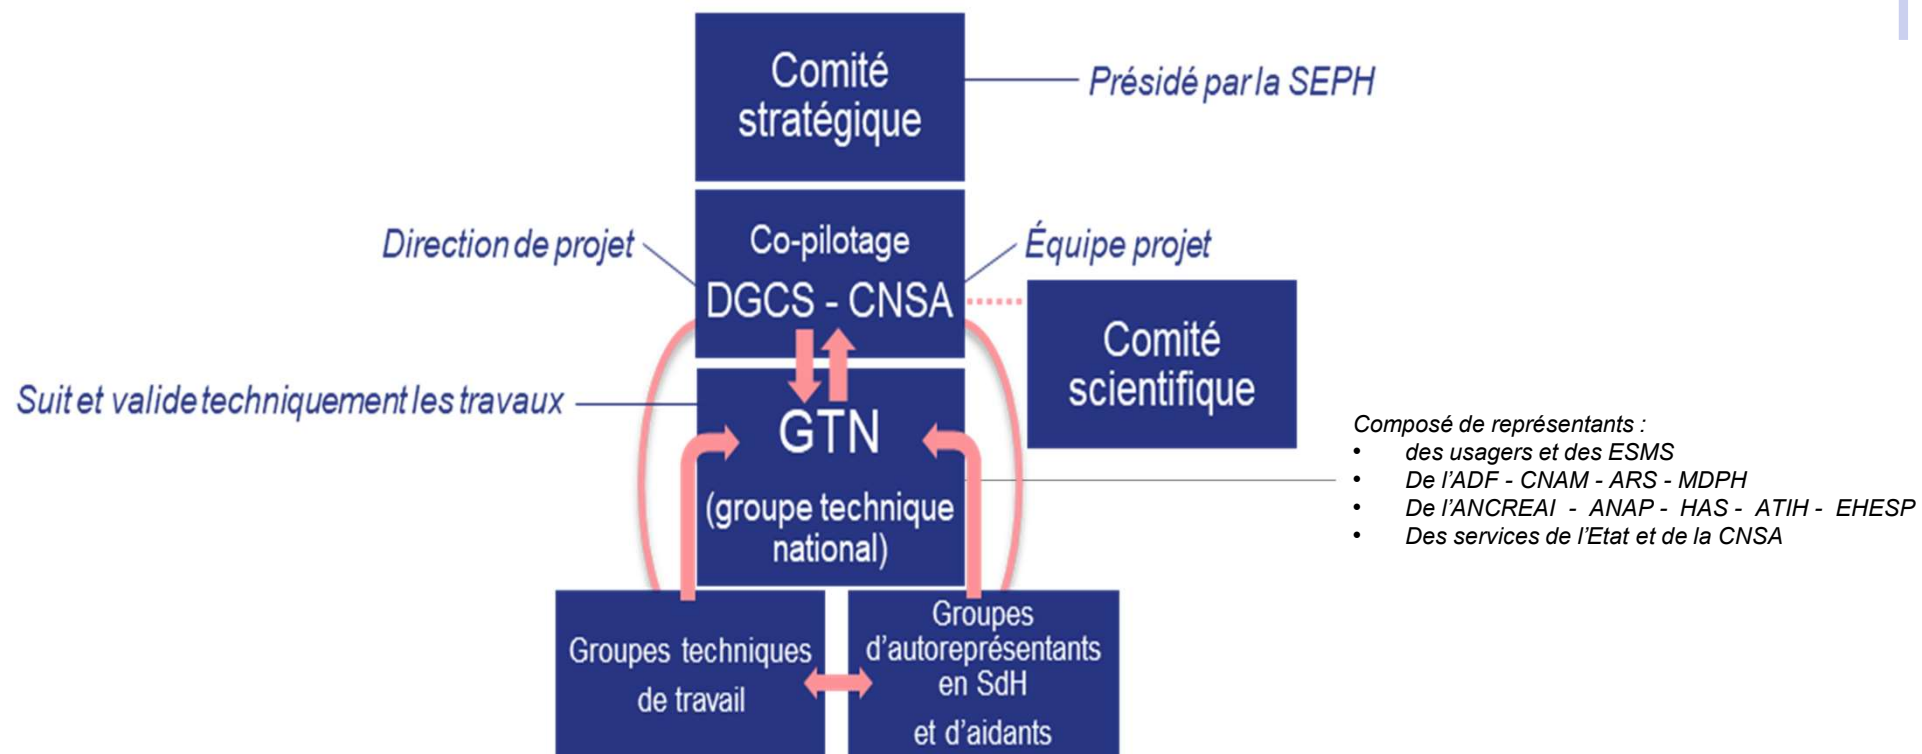 Comité
stratégique
Présidé par la SEPH
Direction de projet
Co-pilotage
DGCS - CNSA
Équipe projet
Comité
scientifique
Suit et valide techniquement les travaux
GTN
(groupe technique
national)
Composé de représentants :
• des usagers et des ESMS
• De l'ADF - CNAM - ARS - MDPH
• De l'ANCREAI - ANAP - HAS - ATIH - EHESP
• Des services de l'Etat et de la CNSA
Groupes techniques
de travail
Groupes
d'autoreprésentants
en SdH
et d'aidants